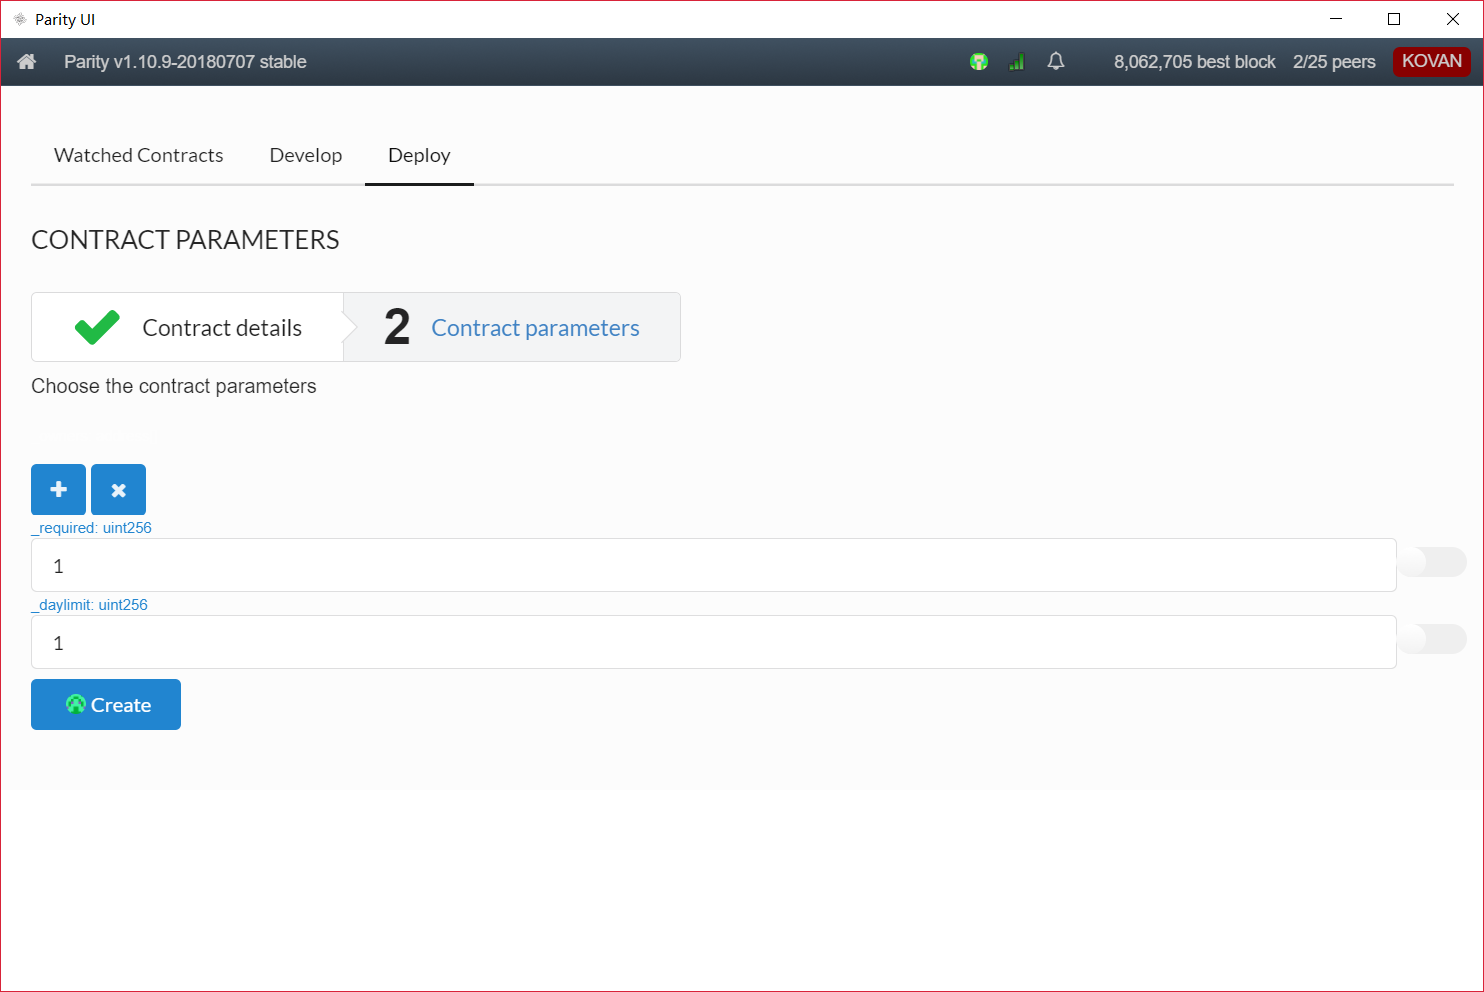 Parity UI
Parity v1.10.9-20180707 stable
8,062,705 best block 2/25 peers KOVAN
Watched Contracts Develop Deploy
CONTRACT PARAMETERS
Contract details 2 Contract parameters
Choose the contract parameters
_required: uint256
1
_daylimit: uint256
1
Create